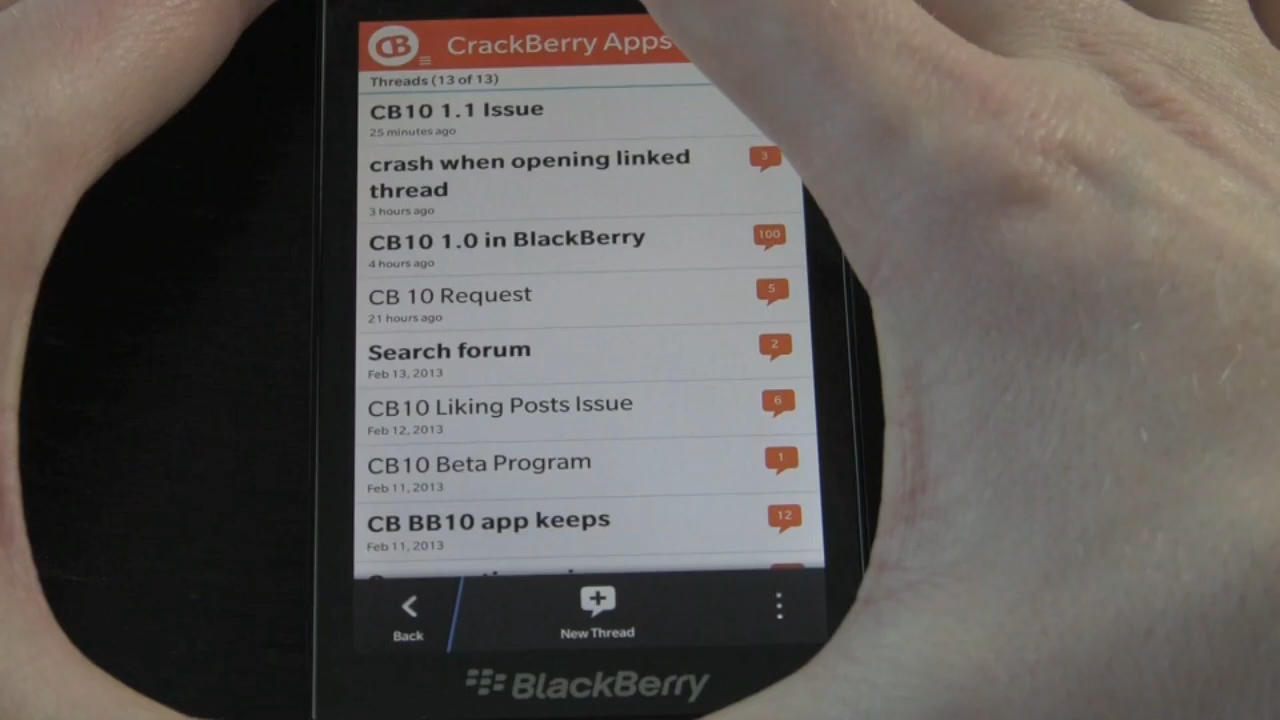 CB
CrackBerry Apps
Threads (13 of 13)
CB10 1.1 Issue
25 minutes ago
crash when opening linked
3
thread
3 hours ago
CB10 1.0 in BlackBerry
100
4 hours ago
CB 10 Request
5
21 hours ago
Search forum
2
Feb 13, 2013
CB10 Liking Posts Issue
6
Feb 12, 2013
CB10 Beta Program
1
Feb 11, 2013
CB BB10 app keeps
12
Feb 11, 2013
Back
New Thread
BlackBerry